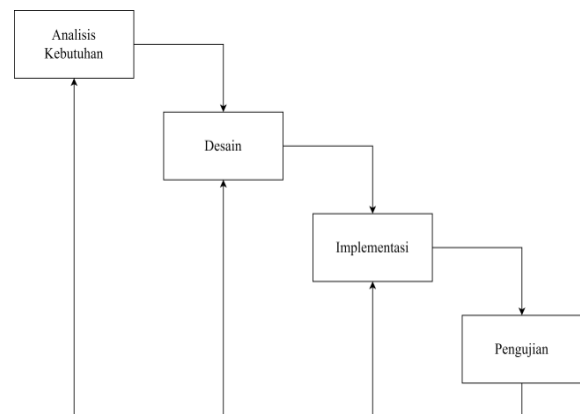 Analisis
Kebutuhan
Desain
Implementasi
Pengujian